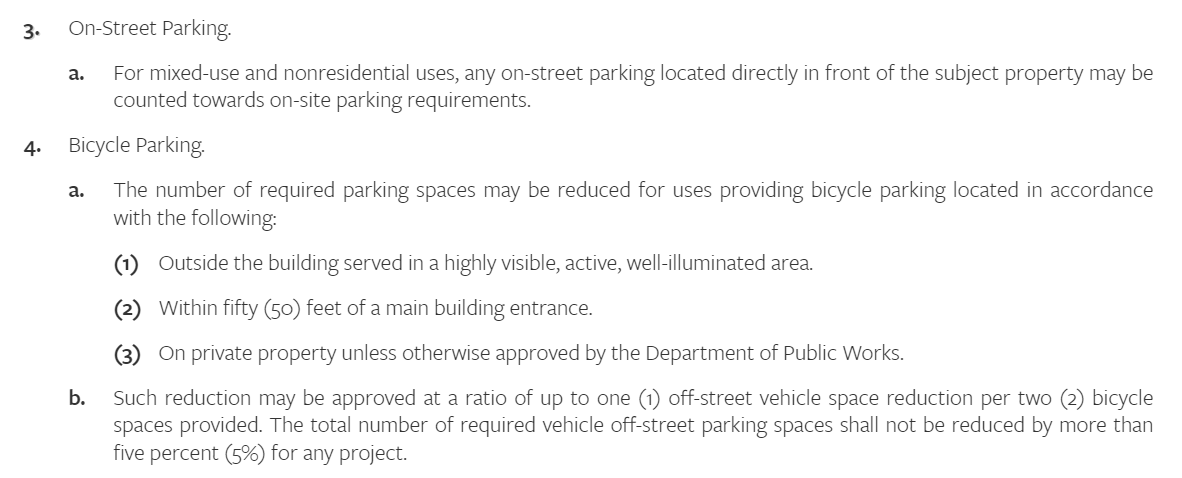 3. On-Street Parking.
a. For mixed-use and nonresidential uses, any on-street parking located directly in front of the subject property may be
counted towards on-site parking requirements.
4. Bicycle Parking.
a. The number of required parking spaces may be reduced for uses providing bicycle parking located in accordance
with the following:
(1) Outside the building served in a highly visible, active, well-illuminated area.
(2) Within fifty (50) feet of a main building entrance.
(3) On private property unless otherwise approved by the Department of Public Works.
b. Such reduction may be approved at a ratio of up to one (1) off-street vehicle space reduction per two (2) bicycle
spaces provided. The total number of required vehicle off-street parking spaces shall not be reduced by more than
five percent (5%) for any project.